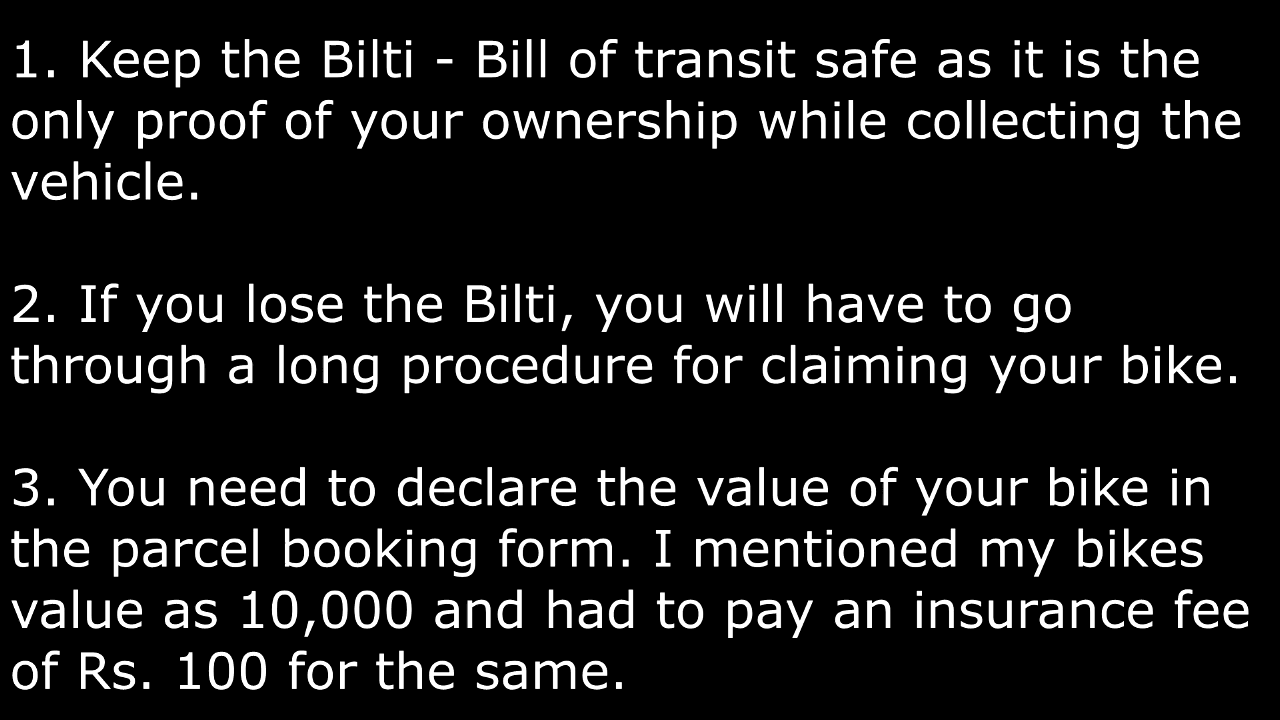 1. Keep the Bilti - Bill of transit safe as it is the
only proof of your ownership while collecting the
vehicle.
2. If you lose the Bilti, you will have to go
through a long procedure for claiming your bike.
3. You need to declare the value of your bike in
the parcel booking form. I mentioned my bikes
value as 10,000 and had to pay an insurance fee
of Rs. 100 for the same.